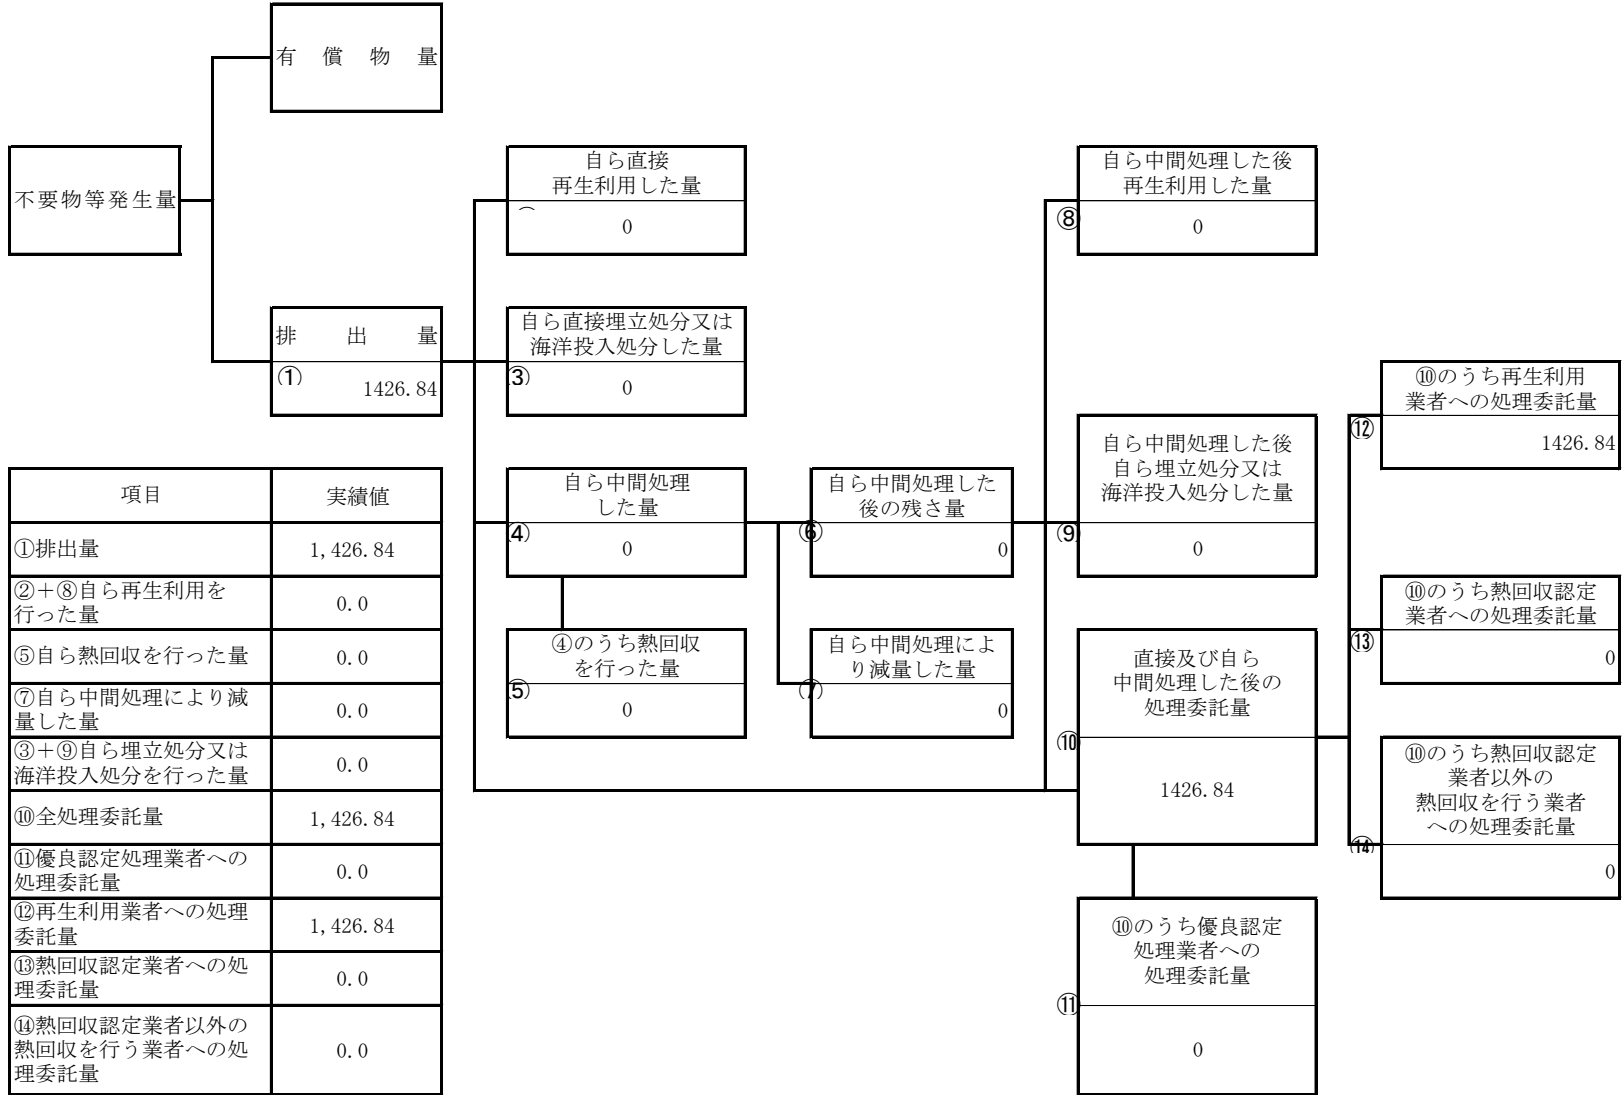 有償物量
不要物等発生量
排出量
①
1426.84
自ら直接
再生利用した量
0
自ら直接埋立処分又は
海洋投入処分した量
③
0
自ら中間処理
した量
④
0
④のうち熱回収
を行った量
⑤
0
自ら中間処理した
後の残さ量
⑥
0
自ら中間処理によ
り減量した量
⑦
0
自ら中間処理した後
再生利用した量
⑧
0
自ら中間処理した後
自ら埋立処分又は
海洋投入処分した量
⑨
0
直接及び自ら
中間処理した後の
処理委託量
⑩
1426.84
⑩のうち優良認定
処理業者への
処理委託量
⑪
0
⑩のうち再生利用
業者への処理委託量
⑫
1426.84
⑩のうち熱回収認定
業者への処理委託量
⑬
0
⑩のうち熱回収認定
業者以外の
熱回収を行う業者
への処理委託量
⑭
0
項目 実績値
①排出量 1,426.84
②＋⑧自ら再生利用を
行った量 0.0
⑤自ら熱回収を行った量 0.0
⑦自ら中間処理により減
量した量 0.0
③＋⑨自ら埋立処分又は
海洋投入処分を行った量 0.0
⑩全処理委託量 1,426.84
⑪優良認定処理業者への
処理委託量 0.0
⑫再生利用業者への処理
委託量 1,426.84
⑬熱回収認定業者への処
理委託量 0.0
⑭熱回収認定業者以外の
熱回収を行う業者への処
理委託量 0.0